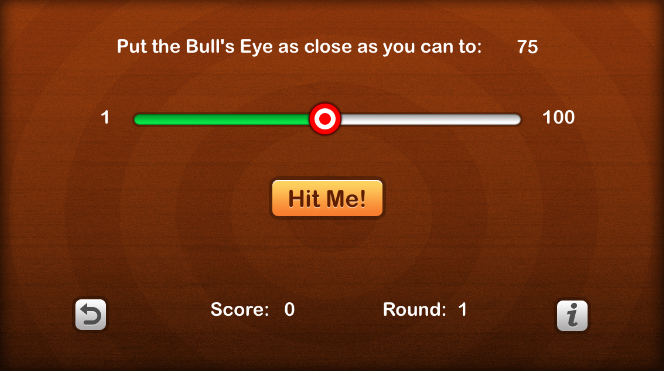 Put the Bull's Eye as close as you can to: 75
1 100
Hit Me!
Score: 0 Round: 1
i